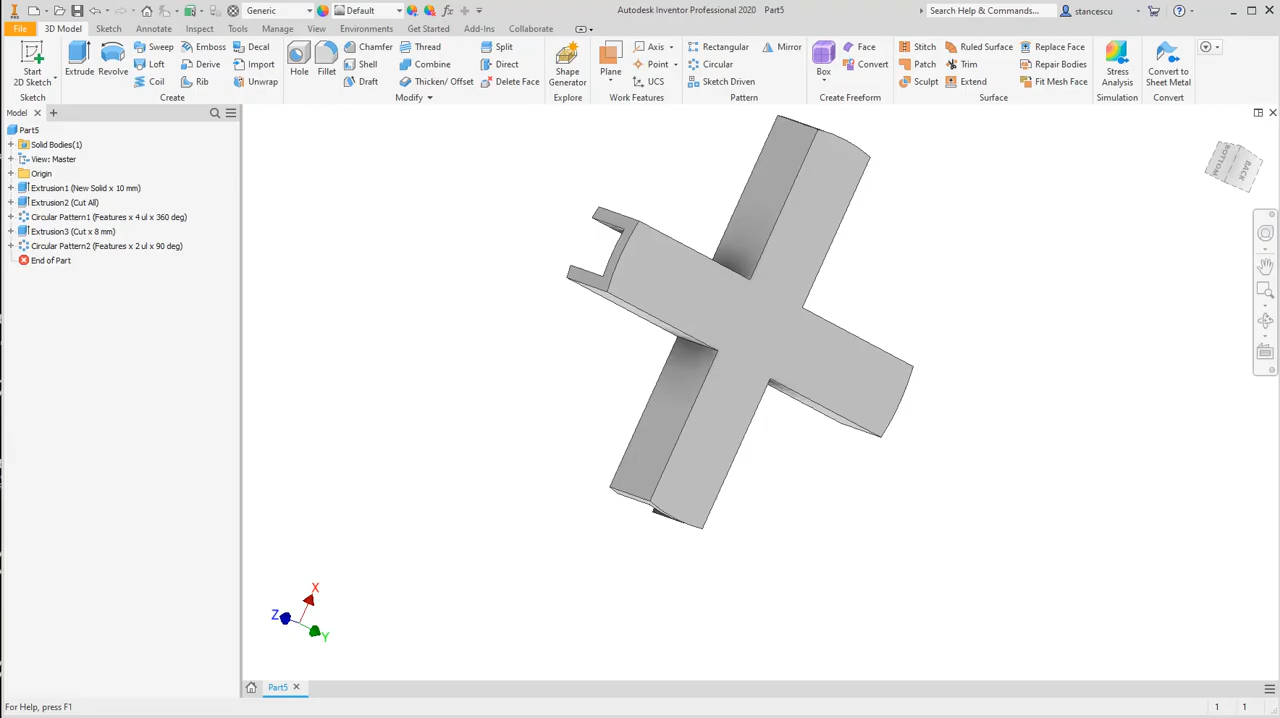 PRO
Generic
Default
fx
Autodesk Inventor Professional 2020 Part5
Search Help & Commands...
stancescu
File 3D Model Sketch Annotate Inspect Tools Manage View Environments Get Started Add-Ins Collaborate
Start
2D Sketch
Sketch
Extrude
Revolve
Sweep
Loft
Coil
Emboss
Derive
Rib
Decal
Import
Unwrap
Create
Hole
Fillet
Chamfer
Shell
Draft
Thread
Combine
Thicken/ Offset
Split
Direct
Delete Face
Modify
Shape
Generator
Explore
Plane
Axis
Point
UCS
Work Features
Rectangular
Circular
Sketch Driven
Mirror
Pattern
Box
Face
Convert
Create Freeform
Stitch
Patch
Sculpt
Ruled Surface
Trim
Extend
Replace Face
Repair Bodies
Fit Mesh Face
Surface
Stress
Analysis
Simulation
Convert to
Sheet Metal
Convert
Model
Part5
Solid Bodies(1)
View: Master
Origin
Extrusion1 (New Solid x 10 mm)
Extrusion2 (Cut All)
Circular Pattern1 (Features x 4 ul x 360 deg)
Extrusion3 (Cut x 8 mm)
Circular Pattern2 (Features x 2 ul x 90 deg)
End of Part
BOTTOM
BACK
X
Z
Y
Part5
For Help, press F1
1 1